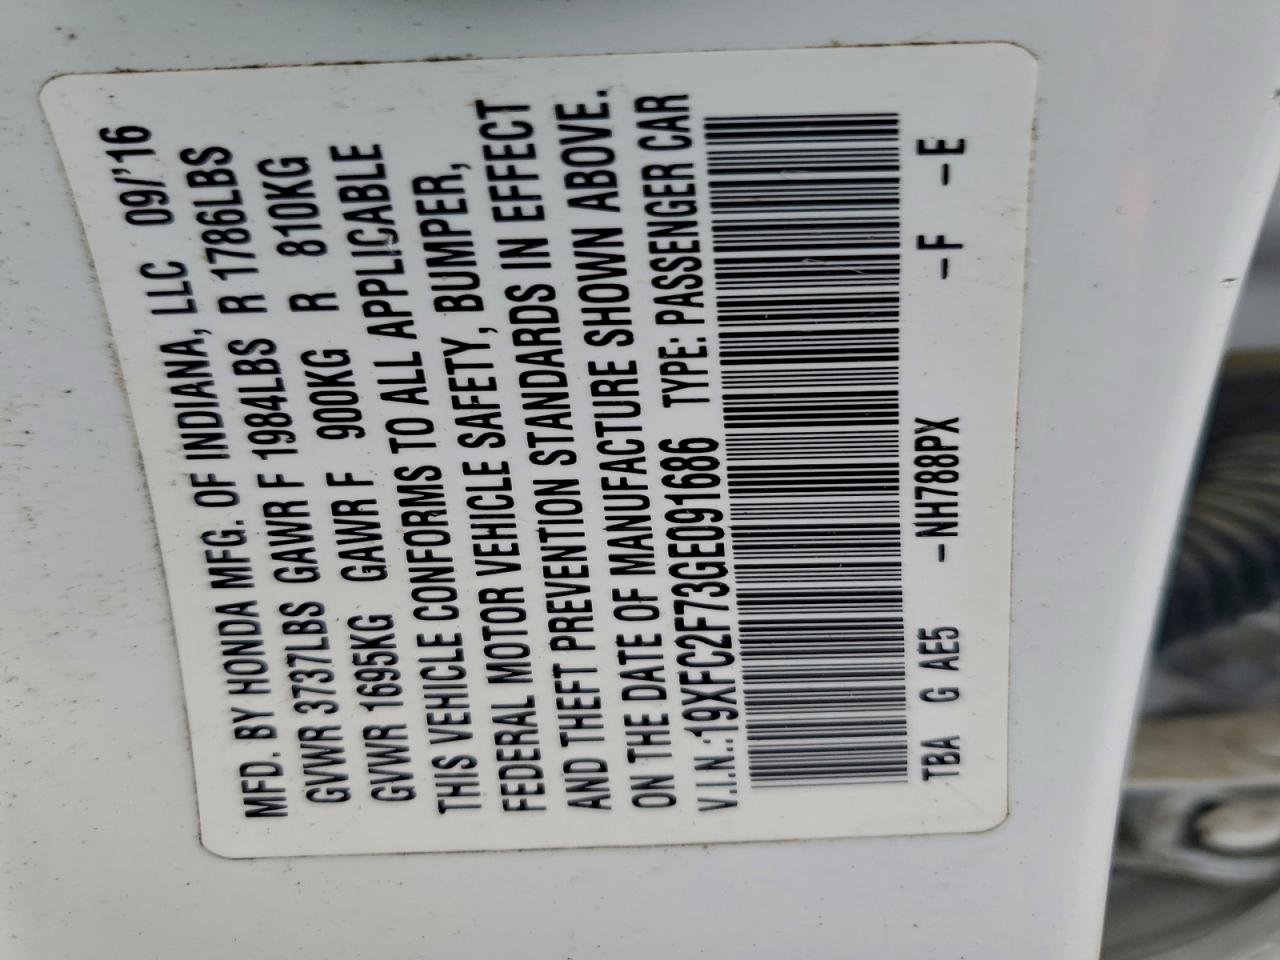 MFD. BY HONDA MFG. OF INDIANA, LLC 09/'16
GVWR 3737LBS GAWR F 1984LBS R 1786LBS
GVWR 1695KG GAWR F 900KG R 810KG
THIS VEHICLE CONFORMS TO ALL APPLICABLE
FEDERAL MOTOR VEHICLE SAFETY, BUMPER,
AND THEFT PREVENTION STANDARDS IN EFFECT
ON THE DATE OF MANUFACTURE SHOWN ABOVE.
V.I.N.:19XFC2F73GE091686 TYPE: PASSENGER CAR
TBA G AE5 -NH788PX -F -E